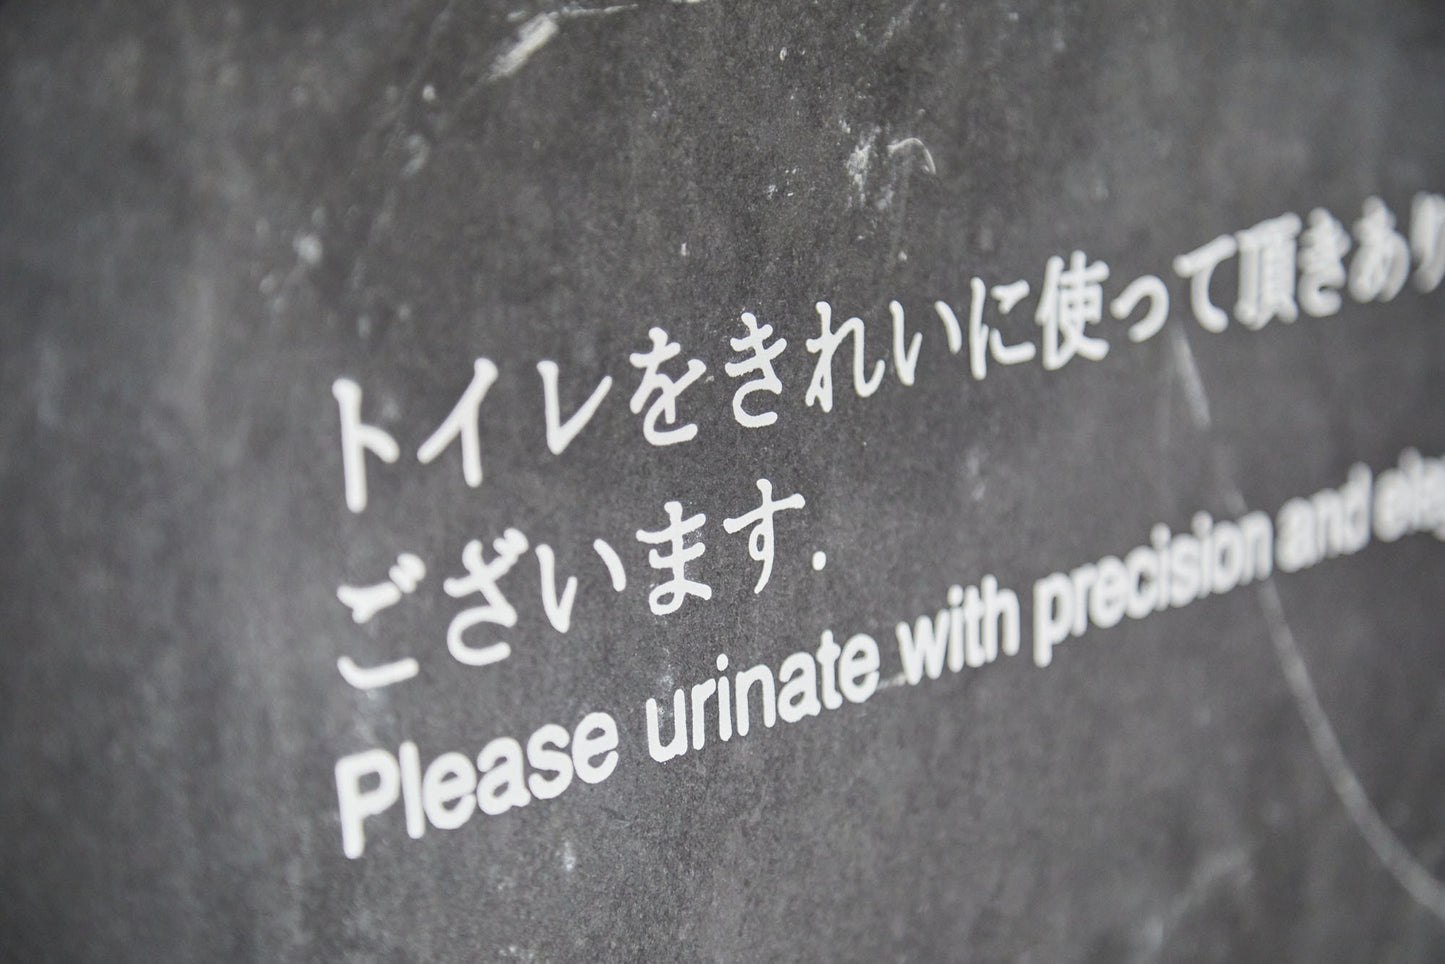 トイレをきれいに使って頂きあり
ございます.
Please urinate with precision and